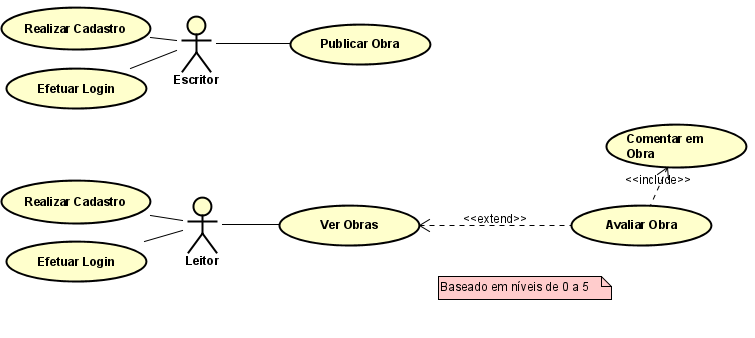 Realizar Cadastro
Publicar Obra
Efetuar Login
Escritor
Comentar em
Obra
<<include>>
Realizar Cadastro
Ver Obras
<<extend>>
Avaliar Obra
Efetuar Login
Leitor
Baseado em níveis de 0 a 5